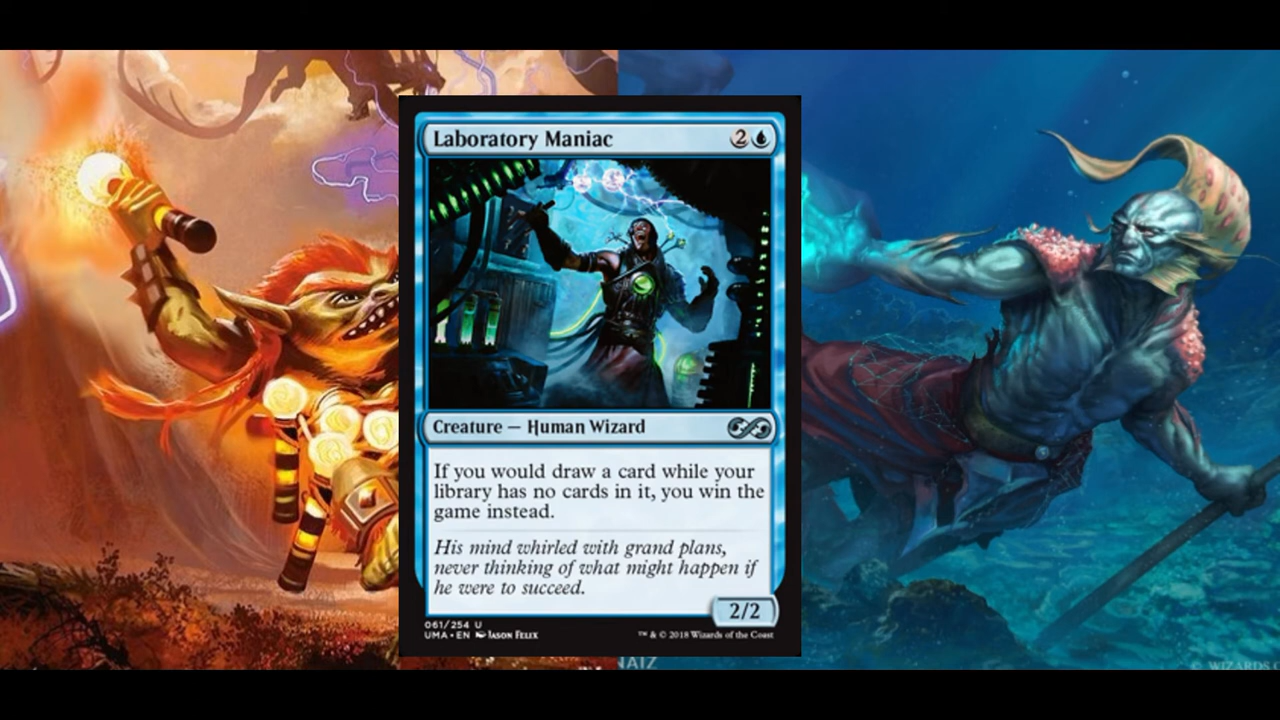 Laboratory Maniac 2
Creature — Human Wizard
If you would draw a card while your
library has no cards in it, you win the
game instead.
His mind whirled with grand plans,
never thinking of what might happen if
he were to succeed.
2/2
061/254 U
UMA • EN Jason Felix
™ & © 2018 Wizards of the Coast
© WIZARDS